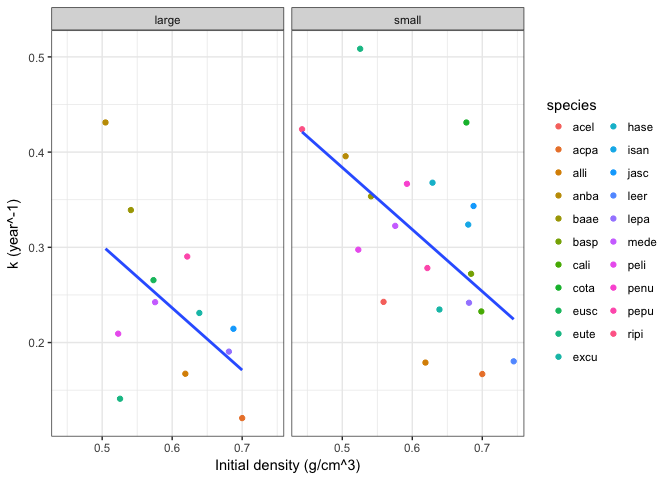 large small
0.5
0.4
0.3
0.2
k (year^-1)
0.5 0.6 0.7 0.5 0.6 0.7
Initial density (g/cm^3)
species
acel hase
acpa isan
alli jasc
anba leer
baae lepa
basp mede
cali peli
cota penu
eusc pepu
eute ripi
excu